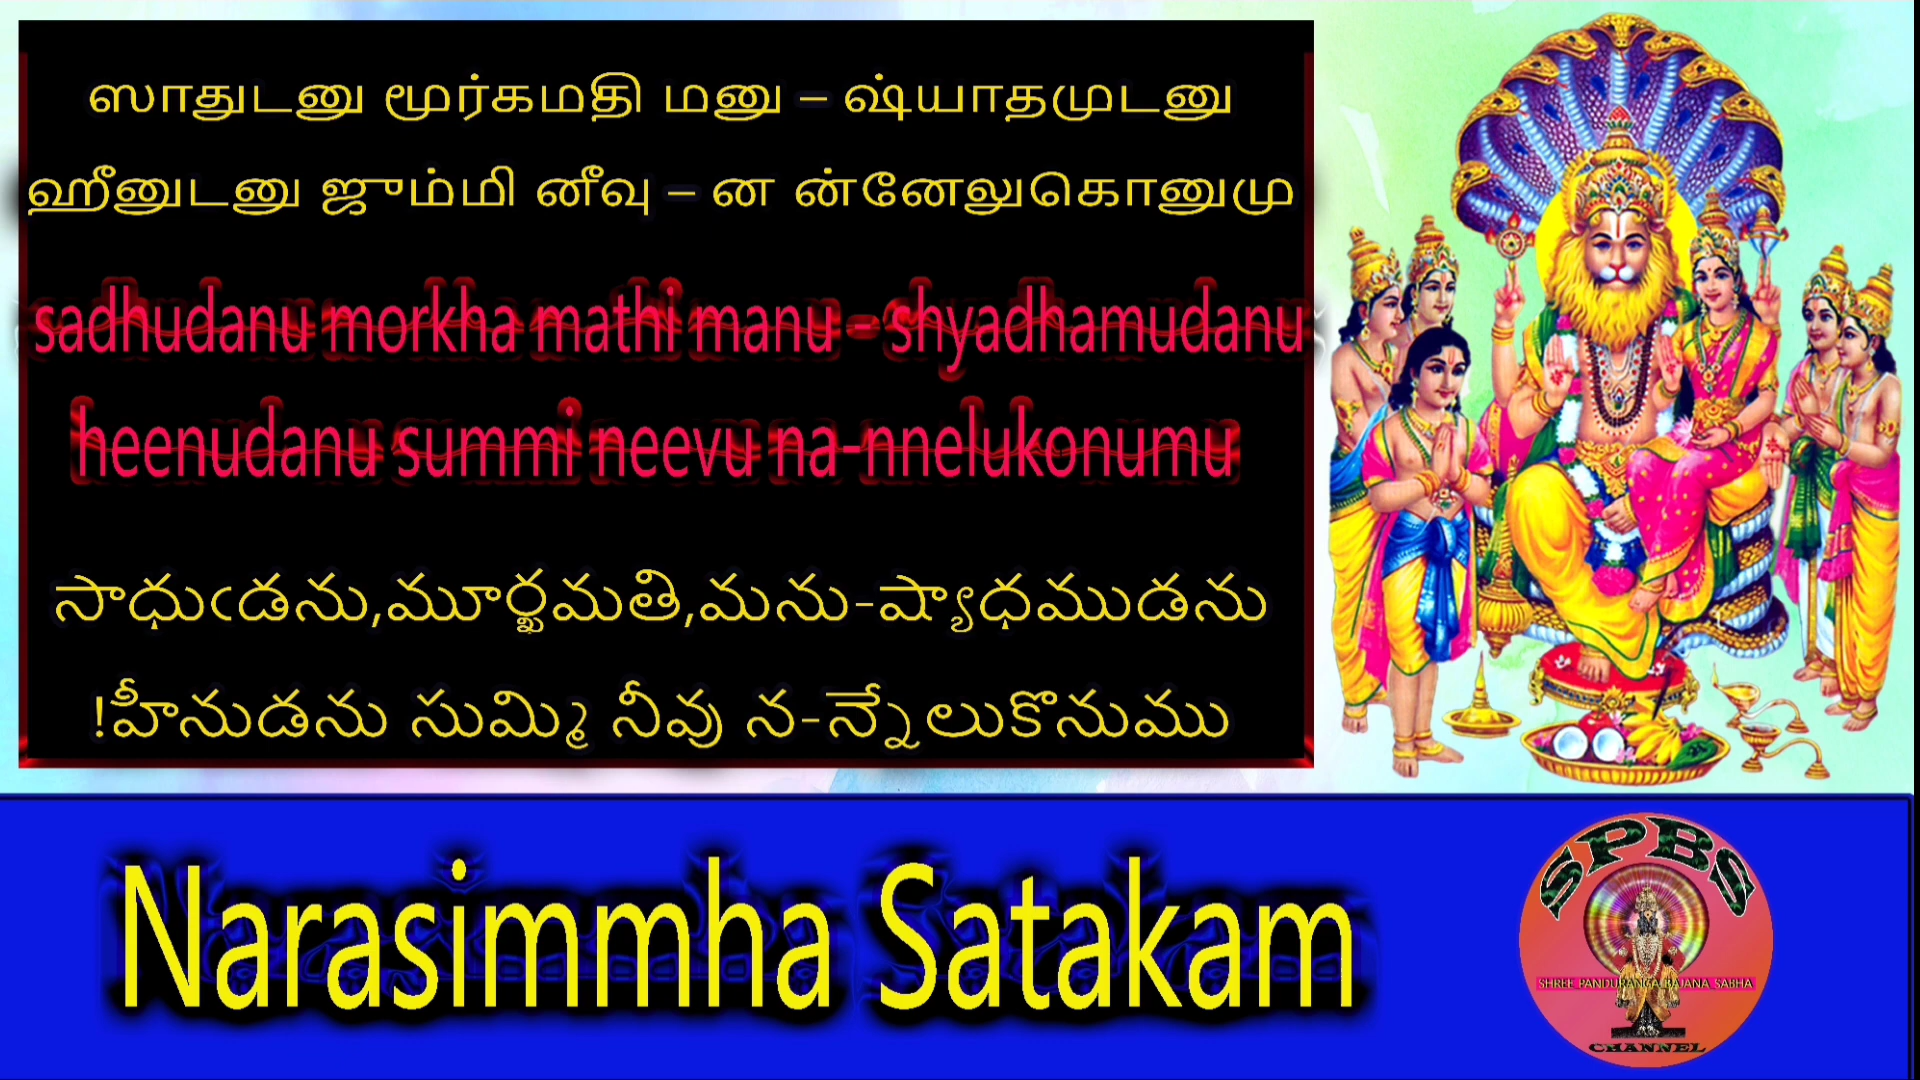 ஸாதுடனு மூர்கமதி மனு – ஷ்யாதமுடனு
ஹீனுடனு ஜும்மி னீவு – ன ன்னேலுகொனுமு
sadhudanu morkha mathi manu - shyadhamudanu
heenudanu summi neevu na-nnelukonumu
సాధుఁడను,మూర్ఖమతి,మను-ష్యాధముడను
!హీనుడను సుమ్మి నీవు న-న్నేలుకొనుము
Narasimmha Satakam
SPBS
SHREE PANDURANGA BAJANA SABHA
CHANNEL